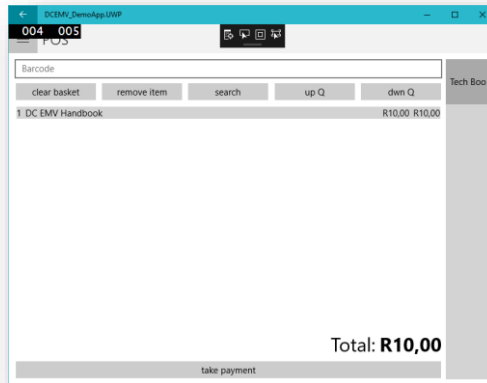 DCEMV_DemoApp.UWP
004 005
POS
Barcode
clear basket remove item search up Q dwn Q
Tech Boo
1 DC EMV Handbook R10,00 R10,00
Total: R10,00
take payment